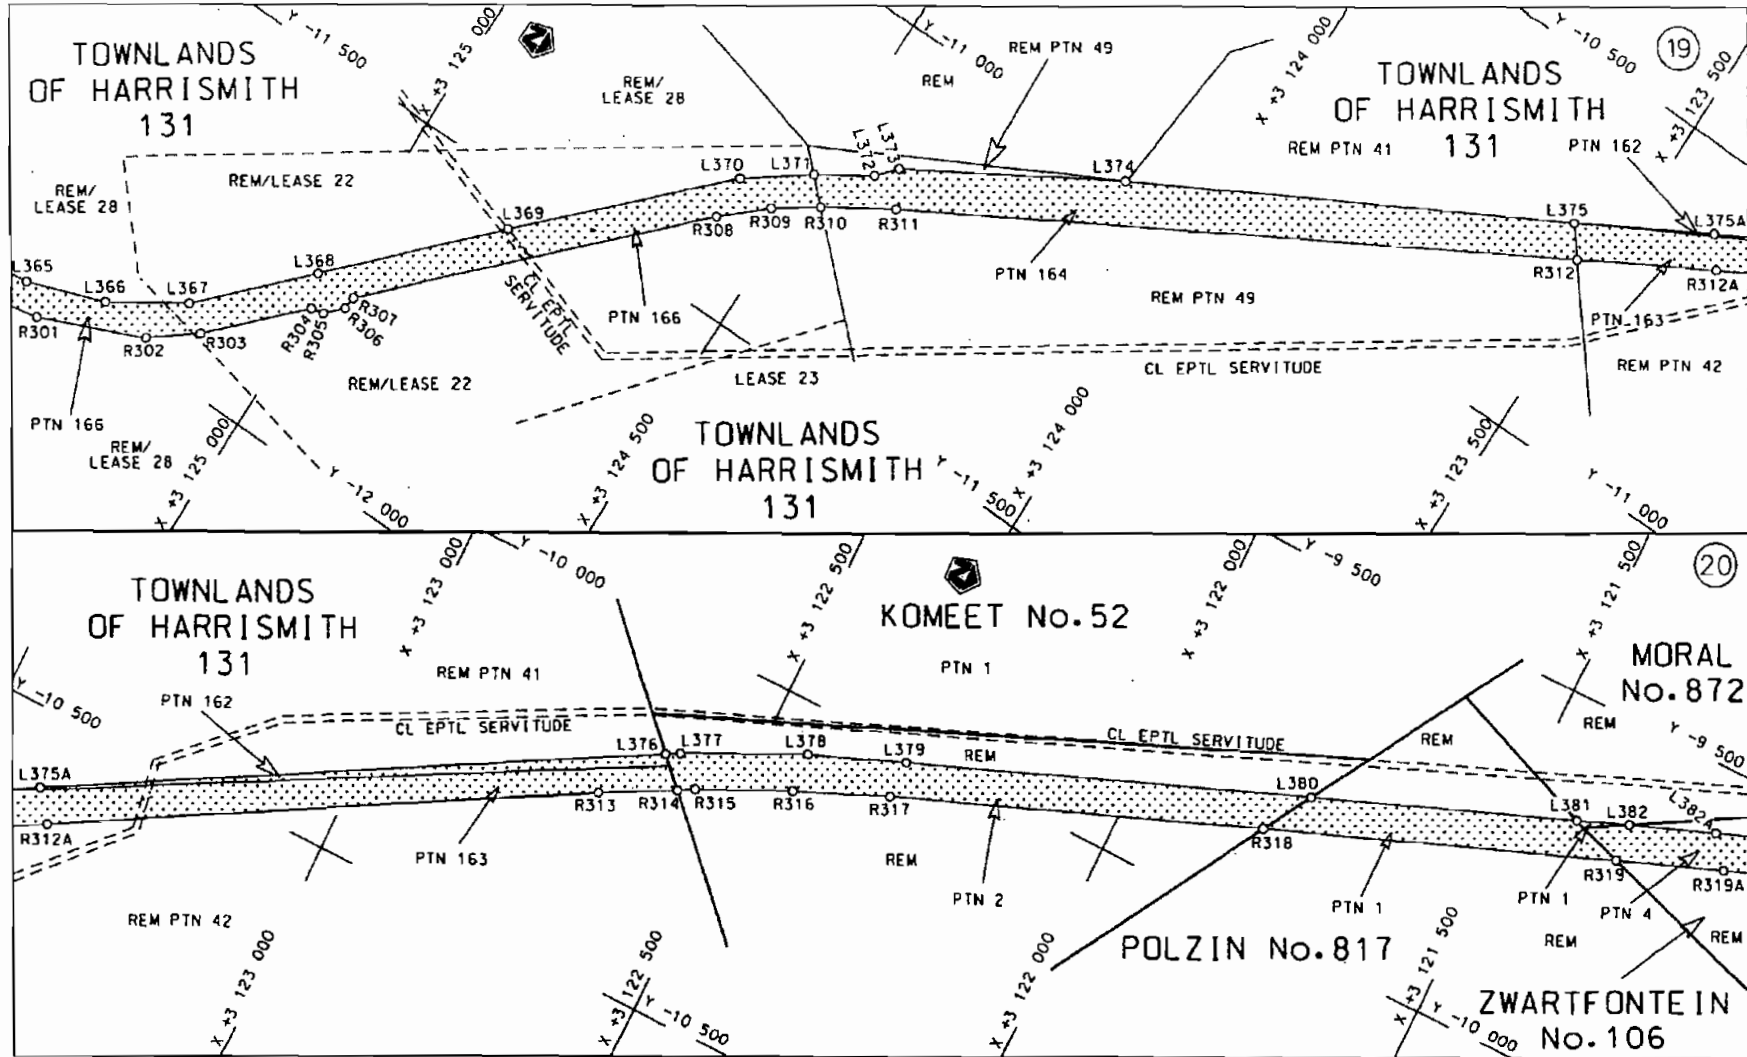 TOWNLANDS
OF HARRISMITH
131
Y -11 500
X +3 125 000
REM/
LEASE 28
REM
Y -11 000
REM PTN 49
X +3 124 000
TOWNLANDS
OF HARRISMITH
131
REM PTN 41
Y -10 500
PTN 162
19
X +3 123 500
REM/
LEASE 28
REM/LEASE 22
L365
L366
L367
L368
L369
L370
L371
L372
L373
L374
L375
L375A
R301
R302
R303
R304
R305
R306
R307
R308
R309
R310
R311
R312
R312A
PTN 166
CL EPTL
SERVITUDE
PTN 166
PTN 164
REM PTN 49
PTN 163
REM/LEASE 22
LEASE 23
CL EPTL SERVITUDE
REM PTN 42
REM/
LEASE 28
X +3 125 000
Y -12 000
X +3 124 500
TOWNLANDS
OF HARRISMITH
131
Y -11 500
X +3 124 000
X +3 123 500
Y -11 000
TOWNLANDS
OF HARRISMITH
131
X +3 123 000
Y -10 000
X +3 122 500
KOMEET No.52
PTN 1
X +3 122 000
Y -9 500
X +3 121 500
20
MORAL
No.872
REM
Y -10 500
PTN 162
REM PTN 41
CL EPTL SERVITUDE
CL EPTL SERVITUDE
REM
REM
Y -9 500
L375A
L376
L377
L378
L379
L380
L381
L382
L382A
R312A
R313
R314
R315
R316
R317
R318
R319
R319A
PTN 163
REM
PTN 2
PTN 1
PTN 1
PTN 4
REM PTN 42
POLZIN No.817
REM
REM
X +3 123 000
X +3 122 500
Y -10 500
X +3 122 000
X +3 121 500
Y -10 000
ZWARTFONTEIN
No.106